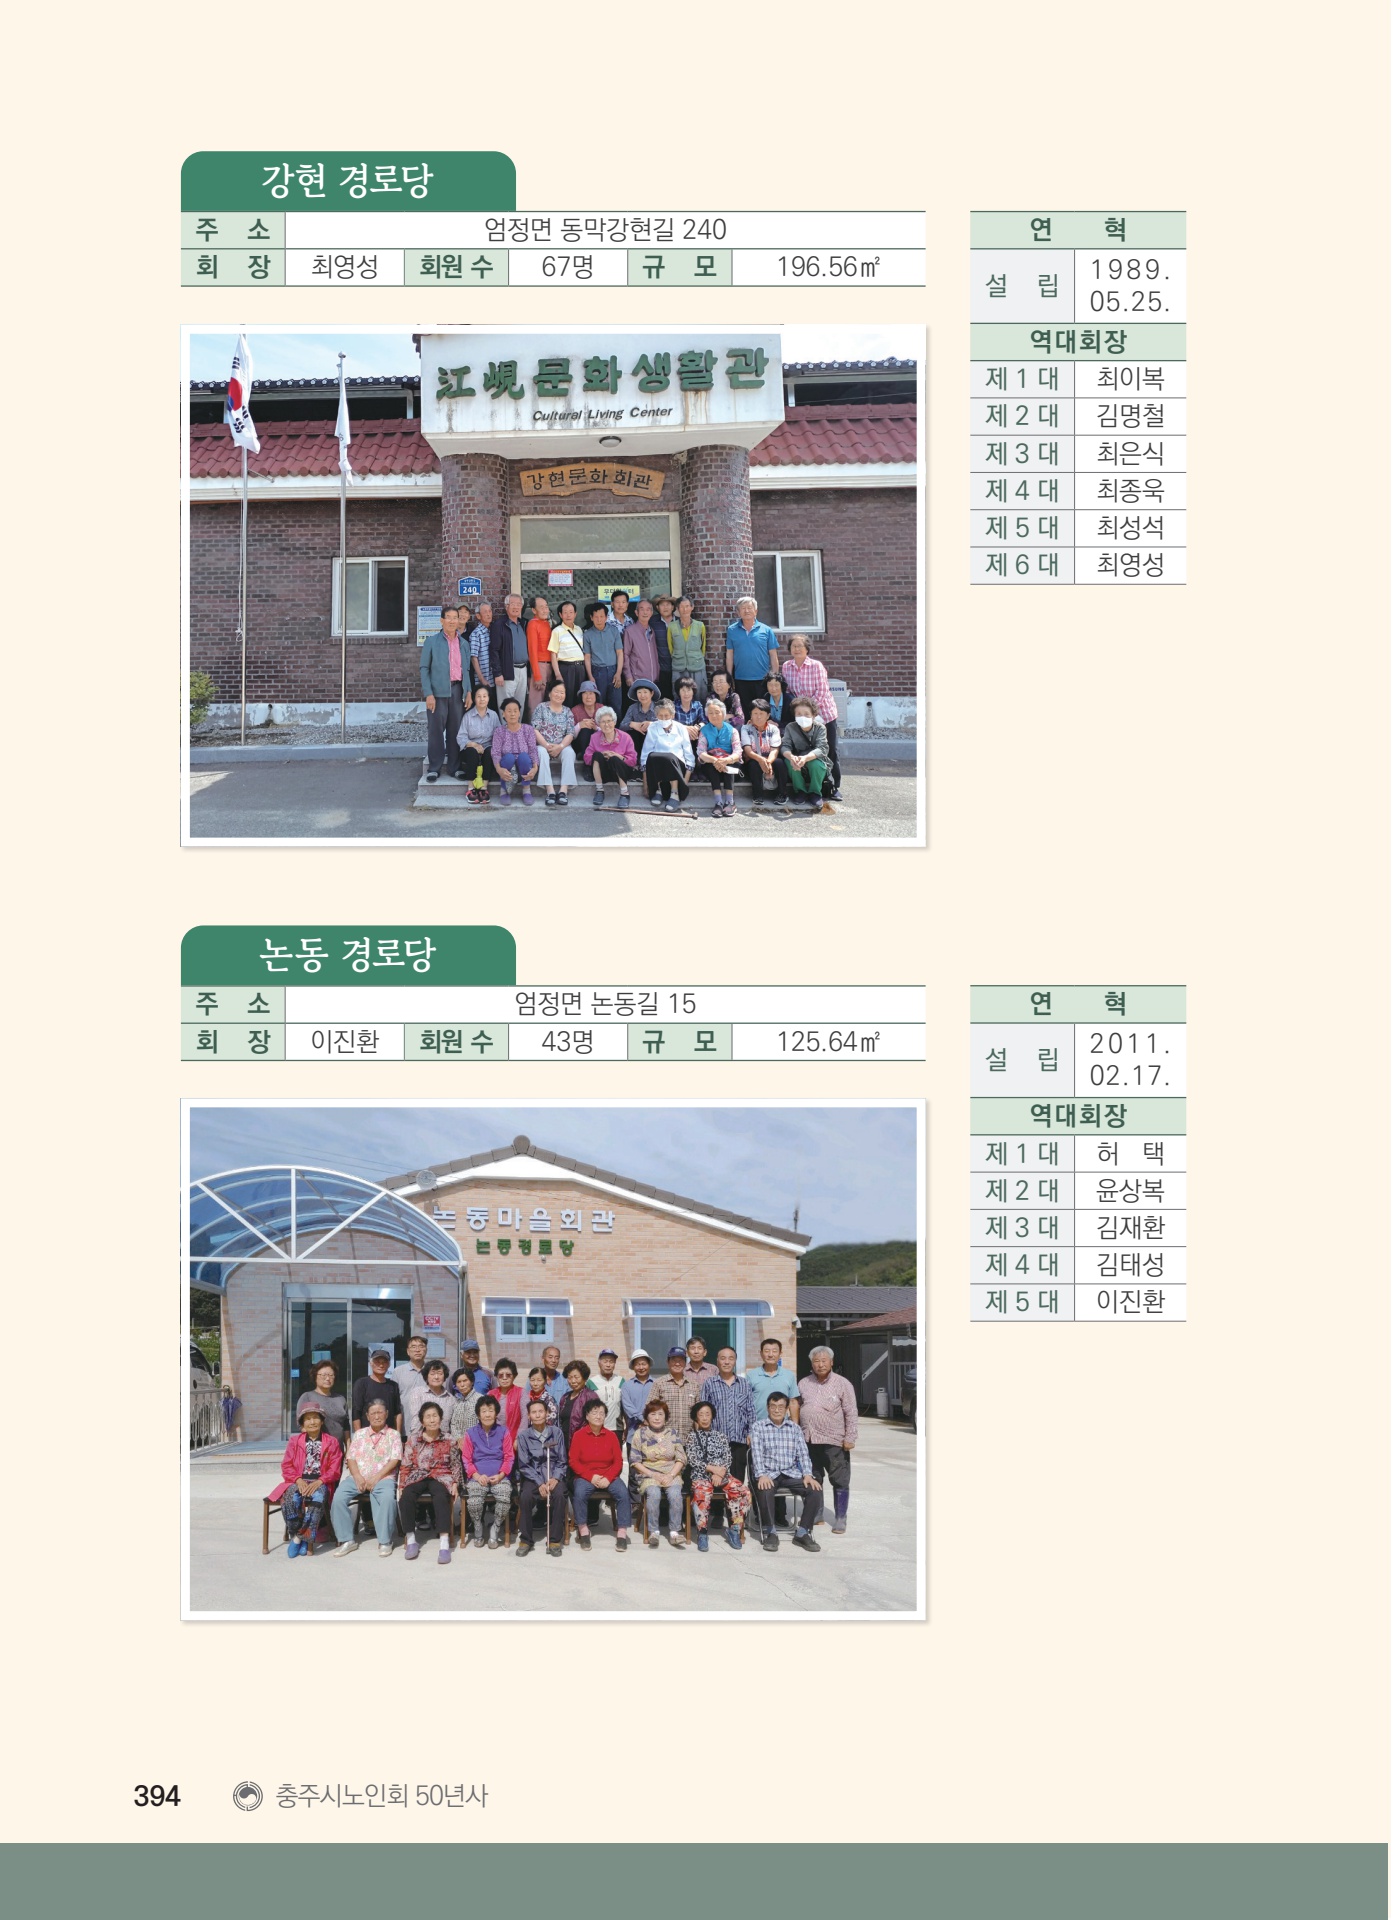 강현 경로당
주 소 엄정면 동막강현길 240
회 장 최영성 회원 수 67명 규 모 196.56㎡
연 혁
설 립 1989. 05.25.
역대회장
제 1 대 최이복
제 2 대 김명철
제 3 대 최은식
제 4 대 최종욱
제 5 대 최성석
제 6 대 최영성
江峴문화생활관
Cultural Living Center
강현문화회관
240
논동 경로당
주 소 엄정면 논동길 15
회 장 이진환 회원 수 43명 규 모 125.64㎡
연 혁
설 립 2011. 02.17.
역대회장
제 1 대 허 택
제 2 대 윤상복
제 3 대 김재환
제 4 대 김태성
제 5 대 이진환
논동마을회관
논동경로당
394 충주시노인회 50년사